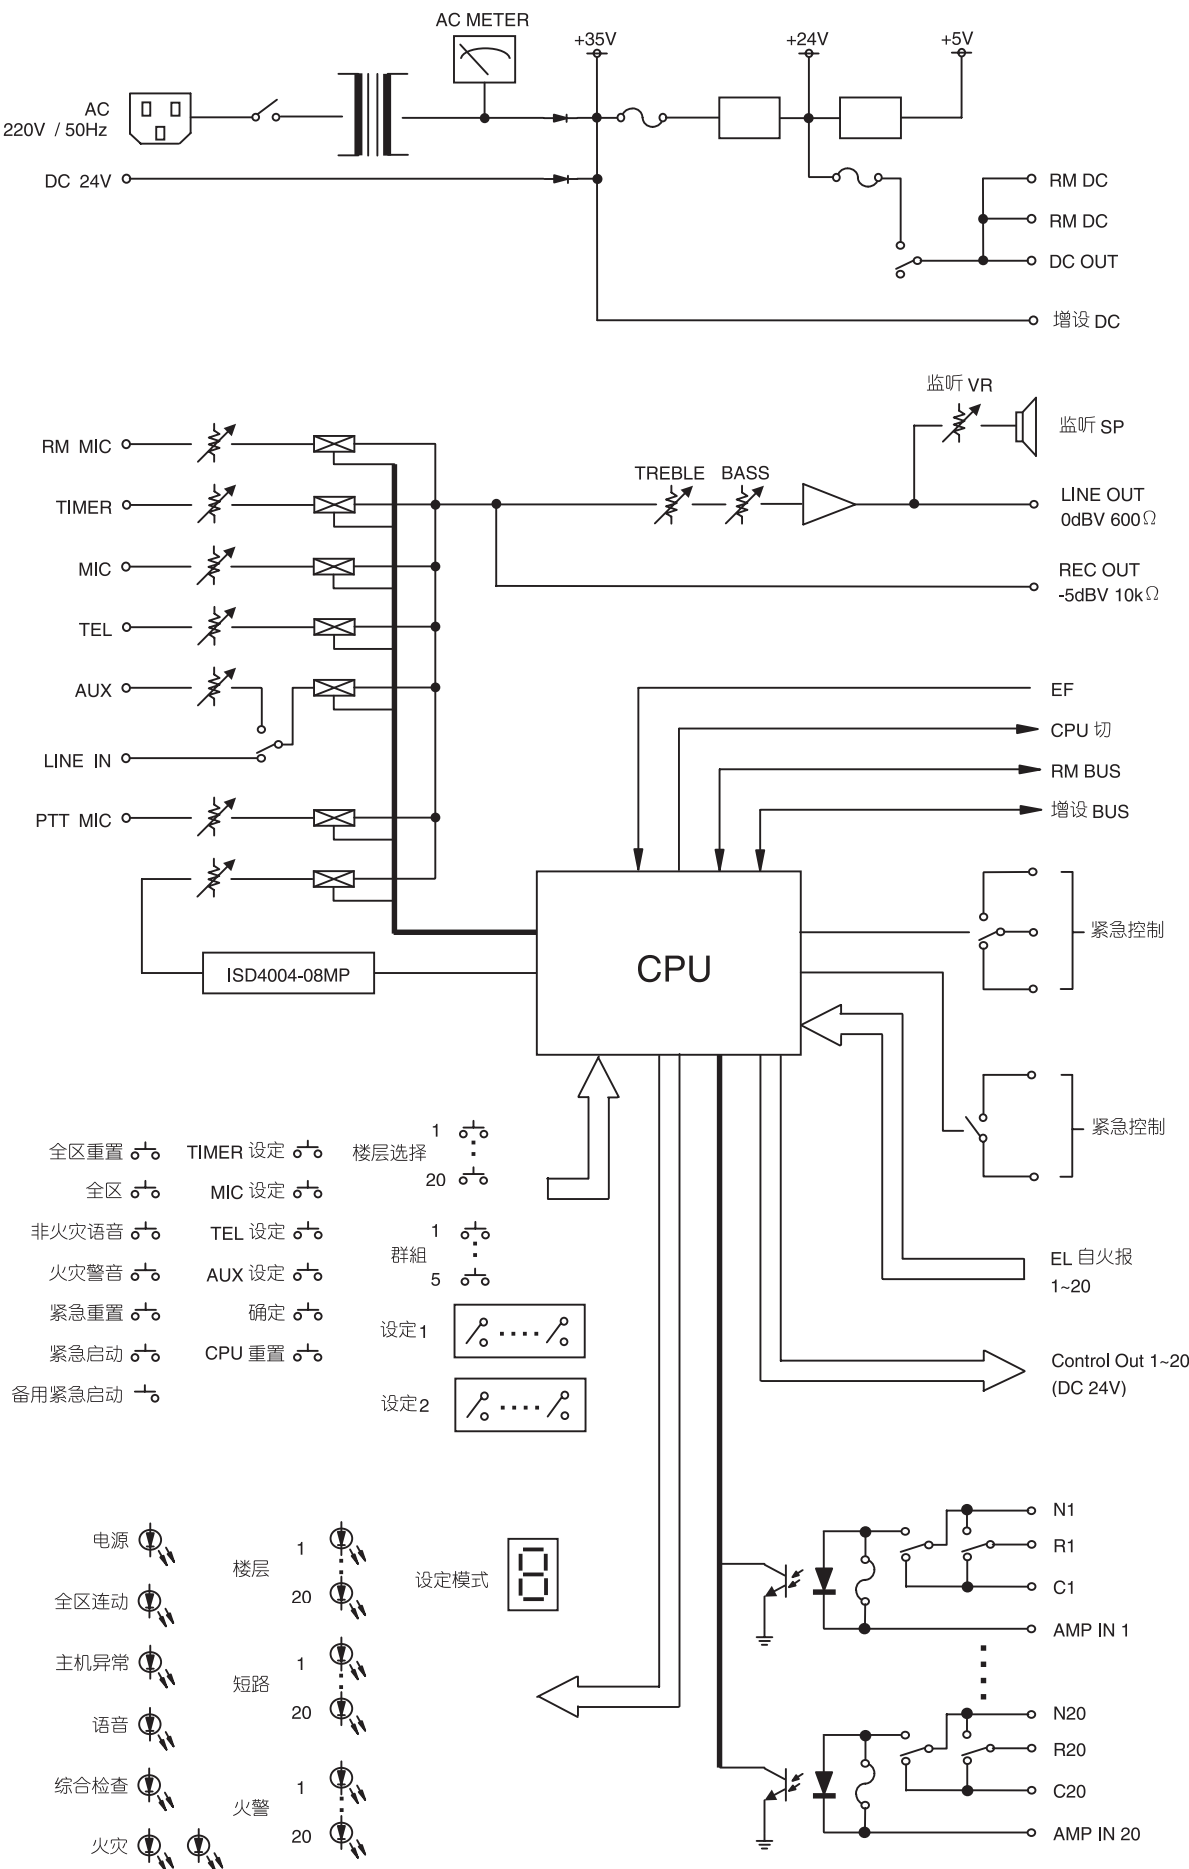 AC METER
+35V
+24V
+5V
AC
220V / 50Hz
DC 24V
RM DC
RM DC
DC OUT
增设 DC
监听 VR
监听 SP
RM MIC
TREBLE BASS
TIMER
LINE OUT
0dBV 600Ω
MIC
REC OUT
-5dBV 10kΩ
TEL
AUX
EF
CPU 切
LINE IN
RM BUS
增设 BUS
PTT MIC
紧急控制
CPU
ISD4004-08MP
紧急控制
全区重置
TIMER 设定
楼层选择
1
20
全区
MIC 设定
非火灾语音
TEL 设定
群組
1
5
火灾警音
AUX 设定
EL 自火报
1~20
紧急重置
确定
设定1
紧急启动
CPU 重置
Control Out 1~20
(DC 24V)
备用紧急启动
设定2
电源
楼层
1
20
设定模式
8
N1
R1
C1
AMP IN 1
全区连动
主机异常
短路
1
20
语音
N20
R20
C20
AMP IN 20
综合检查
火警
1
20
火灾